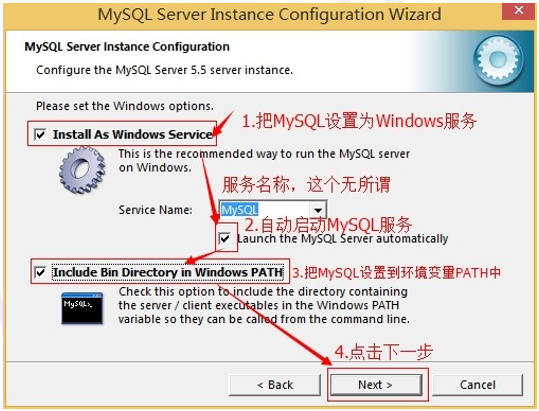 MySQL Server Instance Configuration Wizard
MySQL Server Instance Configuration
Configure the MySQL Server 5.5 server instance.
Please set the Windows options.
Install As Windows Service
1.把MySQL设置为Windows服务
This is the recommended way to run the MySQL server
on Windows.
服务名称，这个无所谓
Service Name:
MySQL
2.自动启动MySQL服务
Launch the MySQL Server automatically
Include Bin Directory in Windows PATH
3.把MySQL设置到环境变量PATH中
Check this option to include the directory containing
the server / client executables in the Windows PATH
variable so they can be called from the command line.
MySQL>_
4.点击下一步
< Back
Next >
Cancel